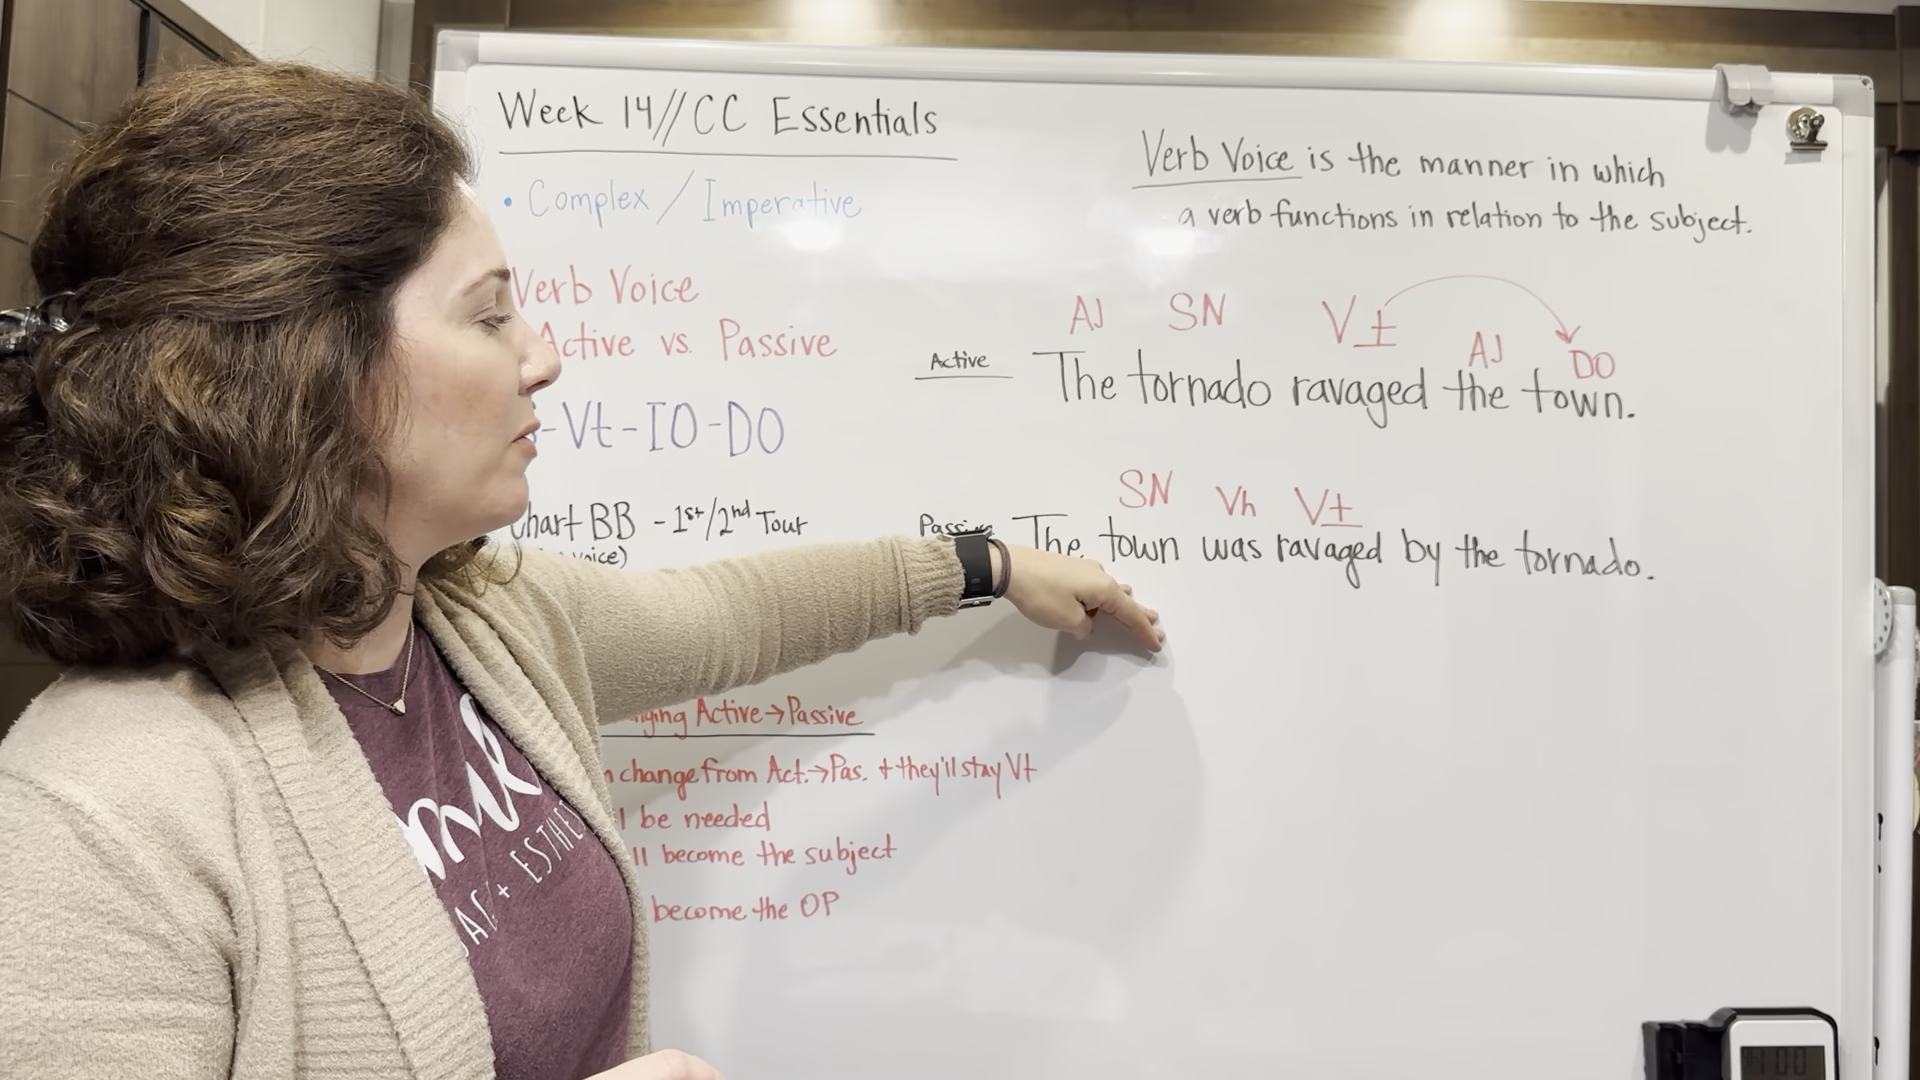 Week 14//CC Essentials
• Complex / Imperative
Verb Voice
Active vs. Passive
-Vt-IO-DO
Chart BB - 1st/2nd Tour
voice)
Changing Active→Passive
change from Act.→Pas. + they'll stay Vt
be needed
become the subject
become the OP
Verb Voice is the manner in which
a verb functions in relation to the subject.
AJ SN Vt AJ DO
Active The tornado ravaged the town.
SN Vh Vt
Passive The town was ravaged by the tornado.
+ ESTHE